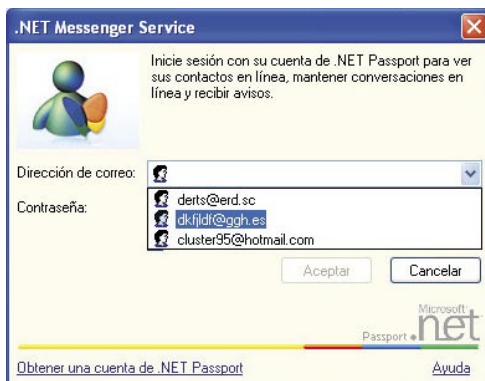 .NET Messenger Service
Inicie sesión con su cuenta de .NET Passport para ver
sus contactos en línea, mantener conversaciones en
línea y recibir avisos.
Dirección de correo:
derts@erd.sc
Contraseña:
dkfjldf@ggh.es
cluster95@hotmail.com
Aceptar
Cancelar
Microsoft
Passport .net
Obtener una cuenta de .NET Passport
Ayuda